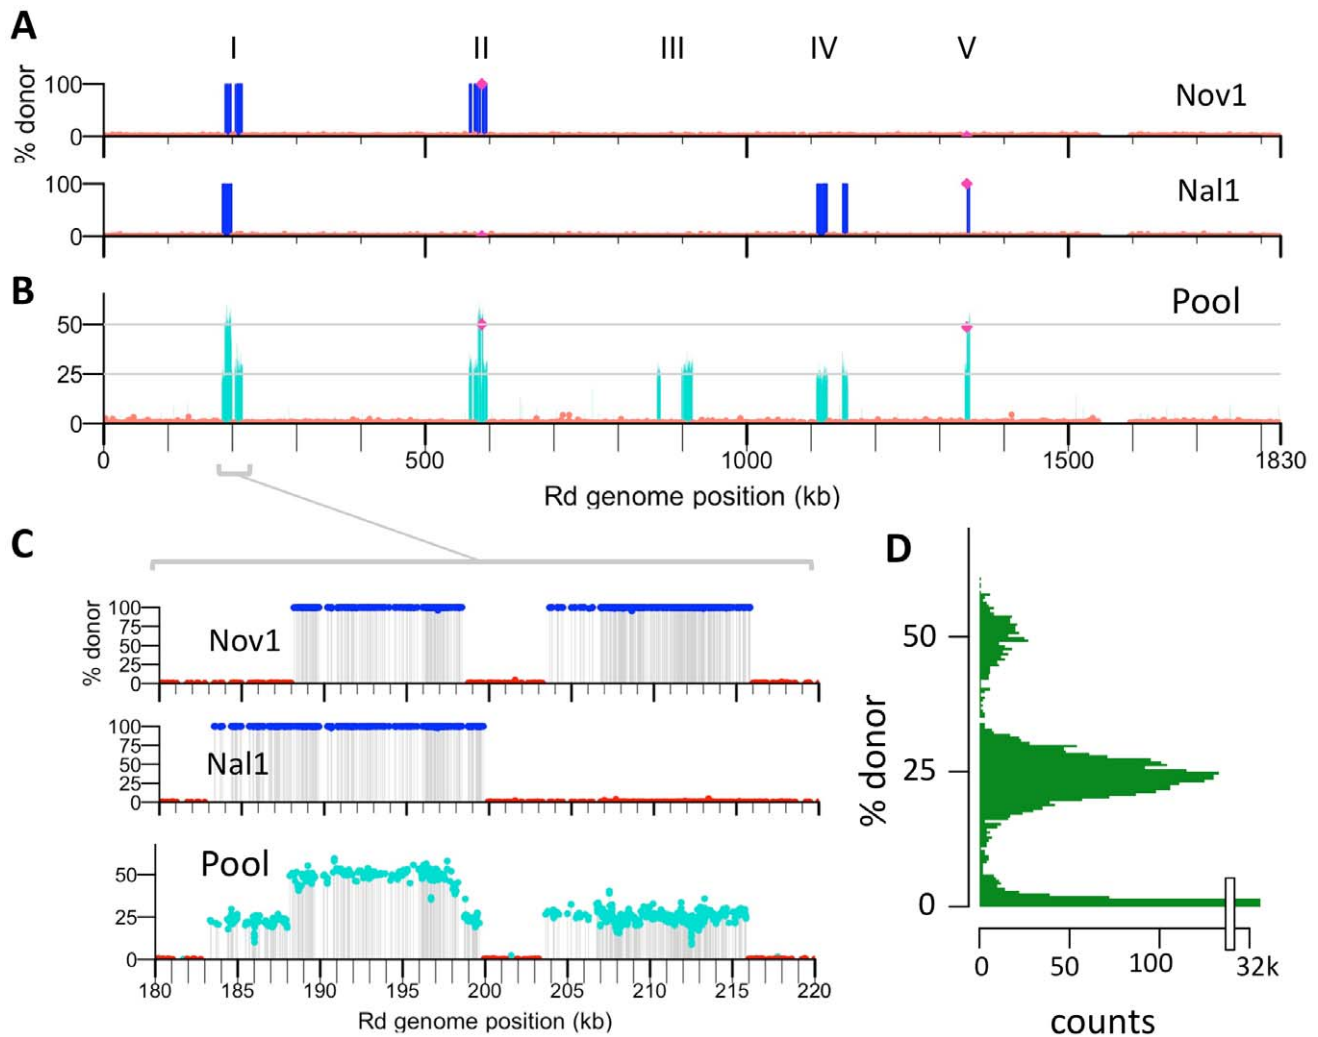 A
I II III IV V
% donor
100
0
Nov1
100
0
Nal1
B
Pool
50
25
0
0 500 1000 1500 1830
Rd genome position (kb)
C
% donor
100
75
50
25
0
Nov1
100
75
50
25
0
Nal1
Pool
50
25
0
180 185 190 195 200 205 210 215 220
Rd genome position (kb)
D
% donor
50
25
0
0 50 100 32k
counts